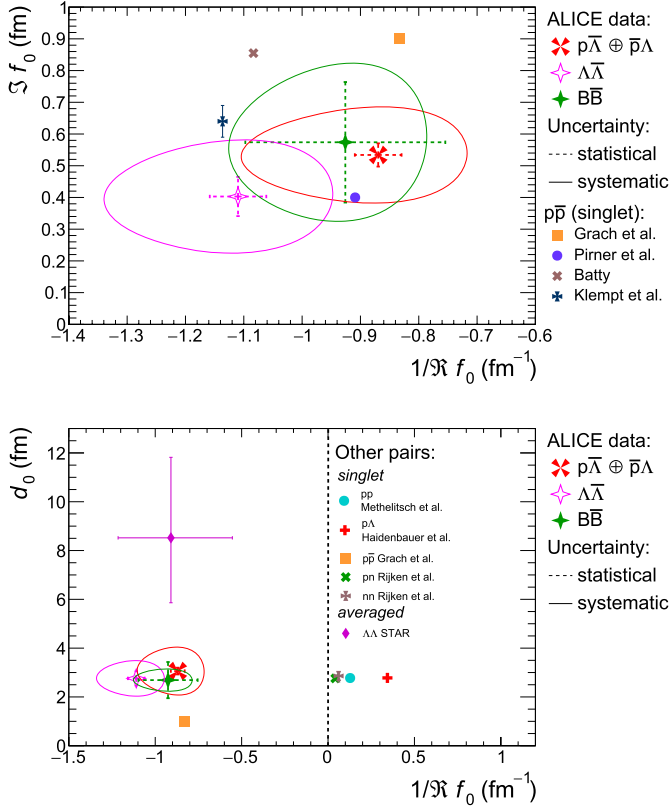 ℑ f₀ (fm)
1
0.9
0.8
0.7
0.6
0.5
0.4
0.3
0.2
0.1
0
−1.4 −1.3 −1.2 −1.1 −1 −0.9 −0.8 −0.7 −0.6
1/ℜ f₀ (fm⁻¹)
ALICE data:
pΛ̅ ⊕ p̅Λ
ΛΛ̅
BB̅
Uncertainty:
statistical
systematic
pp̅ (singlet):
Grach et al.
Pirner et al.
Batty
Klempt et al.
d₀ (fm)
12
10
8
6
4
2
0
−1.5 −1 −0.5 0 0.5 1
1/ℜ f₀ (fm⁻¹)
Other pairs:
singlet
pp
Methelitsch et al.
pΛ
Haidenbauer et al.
pp̅ Grach et al.
pn Rijken et al.
nn Rijken et al.
averaged
ΛΛ STAR
ALICE data:
pΛ̅ ⊕ p̅Λ
ΛΛ̅
BB̅
Uncertainty:
statistical
systematic